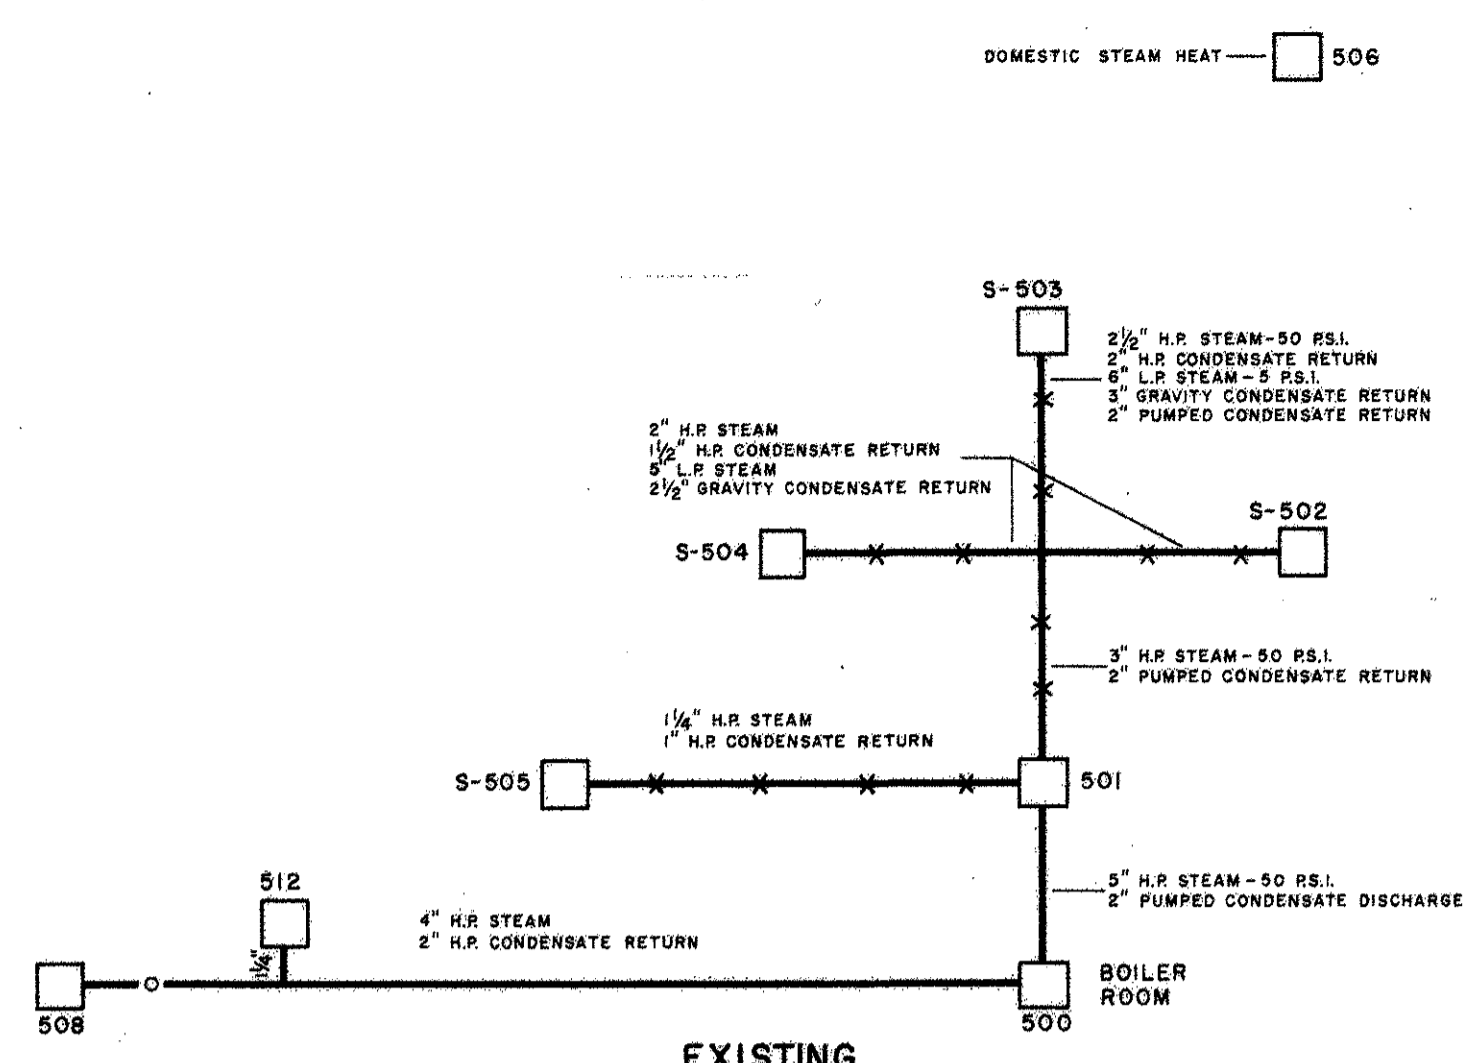 DOMESTIC STEAM HEAT
506
S-503
2½" H.P. STEAM-50 P.S.I.
2" H.P. CONDENSATE RETURN
6" L.P. STEAM-5 P.S.I.
3" GRAVITY CONDENSATE RETURN
2" PUMPED CONDENSATE RETURN
2" H.P. STEAM
1½" H.P. CONDENSATE RETURN
5" L.P. STEAM
2½" GRAVITY CONDENSATE RETURN
S-502
S-504
3" H.P. STEAM-50 P.S.I.
2" PUMPED CONDENSATE RETURN
1¼" H.P. STEAM
1" H.P. CONDENSATE RETURN
S-505
501
5" H.P. STEAM-50 P.S.I.
2" PUMPED CONDENSATE DISCHARGE
512
4" H.P. STEAM
2" H.P. CONDENSATE RETURN
1¼"
BOILER
ROOM
508
500
EXISTING